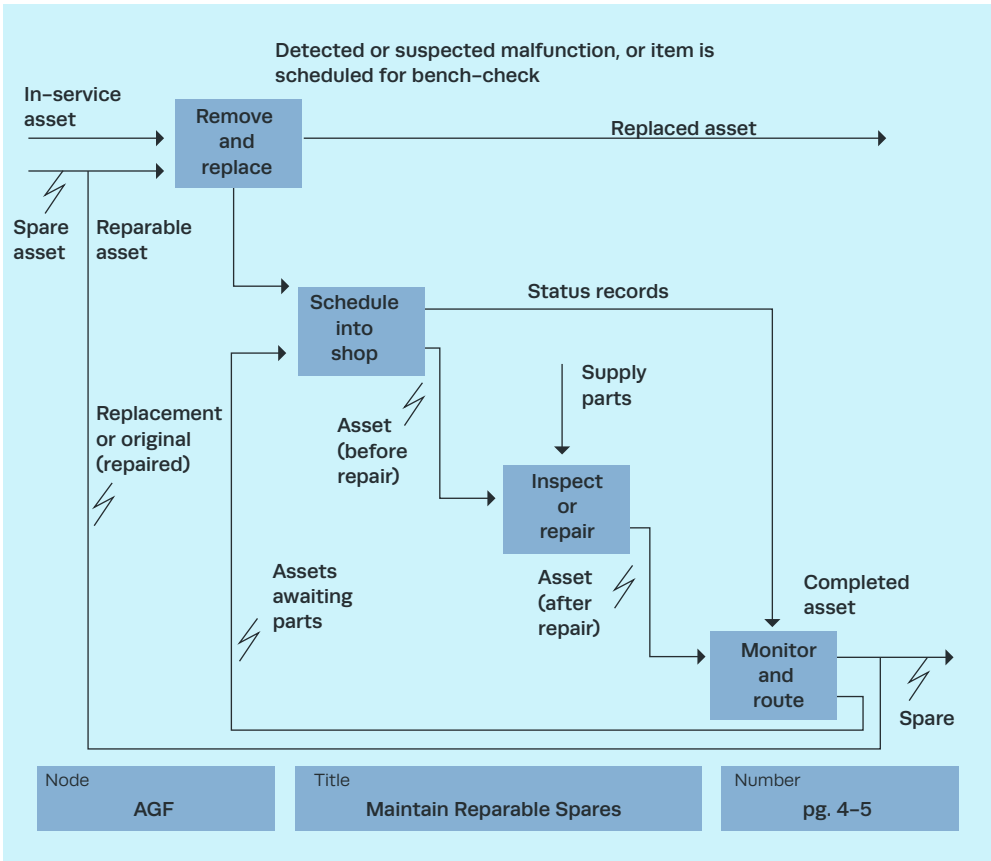 Detected or suspected malfunction, or item is
scheduled for bench-check
In-service
asset
Remove
and
replace
Replaced asset
Spare
asset
Reparable
asset
Schedule
into
shop
Status records
Supply
parts
Replacement
or original
(repaired)
Asset
(before
repair)
Inspect
or
repair
Assets
awaiting
parts
Asset
(after
repair)
Completed
asset
Monitor
and
route
Spare
Node
AGF
Title
Maintain Reparable Spares
Number
pg. 4-5